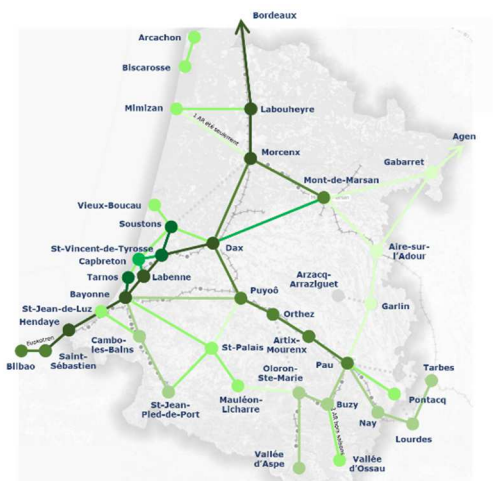 Bordeaux
Arcachon
Biscarosse
Mimizan
Labouheyre
1 AR été seulement
Morcenx
Agen
Gabarret
Mont-de-Marsan
Vieux-Boucau
Soustons
St-Vincent-de-Tyrosse
Capbreton
Dax
Aire-sur-
l'Adour
Tarnos
Labenne
Bayonne
Puyoô
Arzacq-
Arraziguet
St-Jean-de-Luz
Hendaye
Orthez
Garlin
Euskotren
Cambo-
les-Bains
St-Palais
Artix-
Mourenx
Bilbao
Saint-
Sébastien
Oloron-
Ste-Marie
Pau
Tarbes
St-Jean-
Pied-de-Port
Mauléon-
Licharre
Buzy
Pontacq
Nay
Lourdes
Vallée
d'Aspe
Vallée
d'Ossau